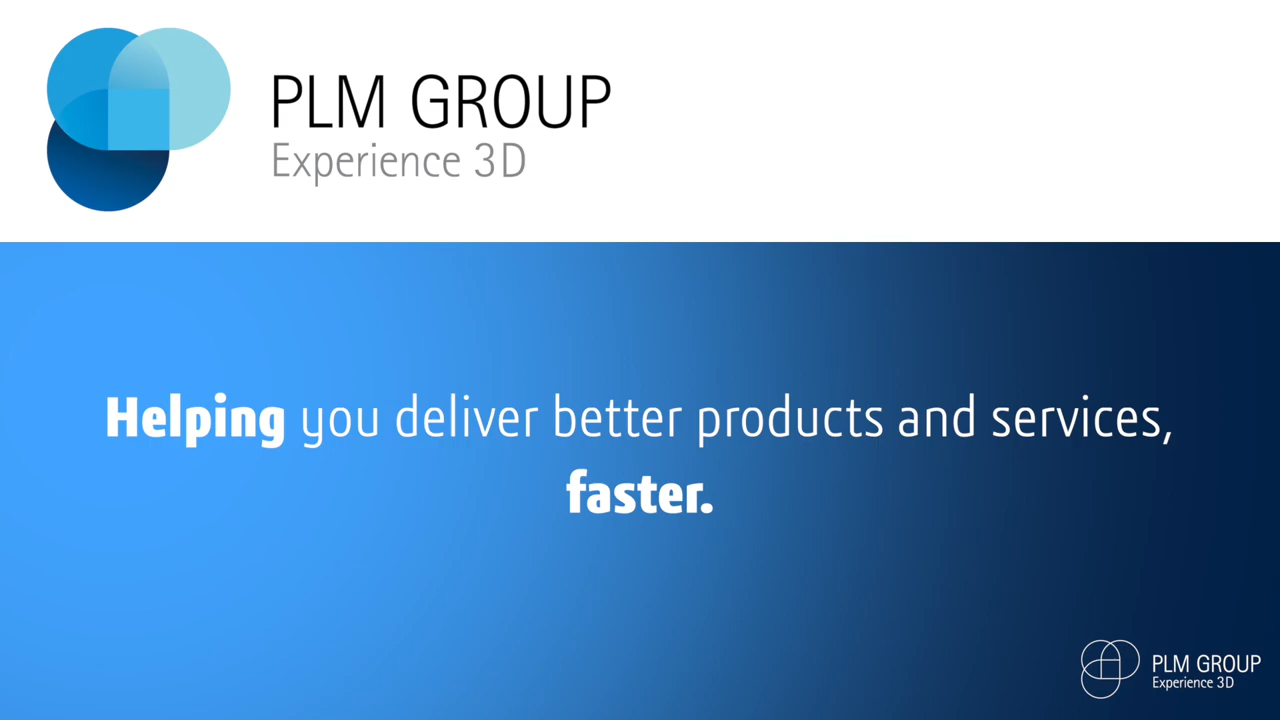 PLM GROUP
Experience 3D
Helping you deliver better products and services,
faster.
PLM GROUP
Experience 3D